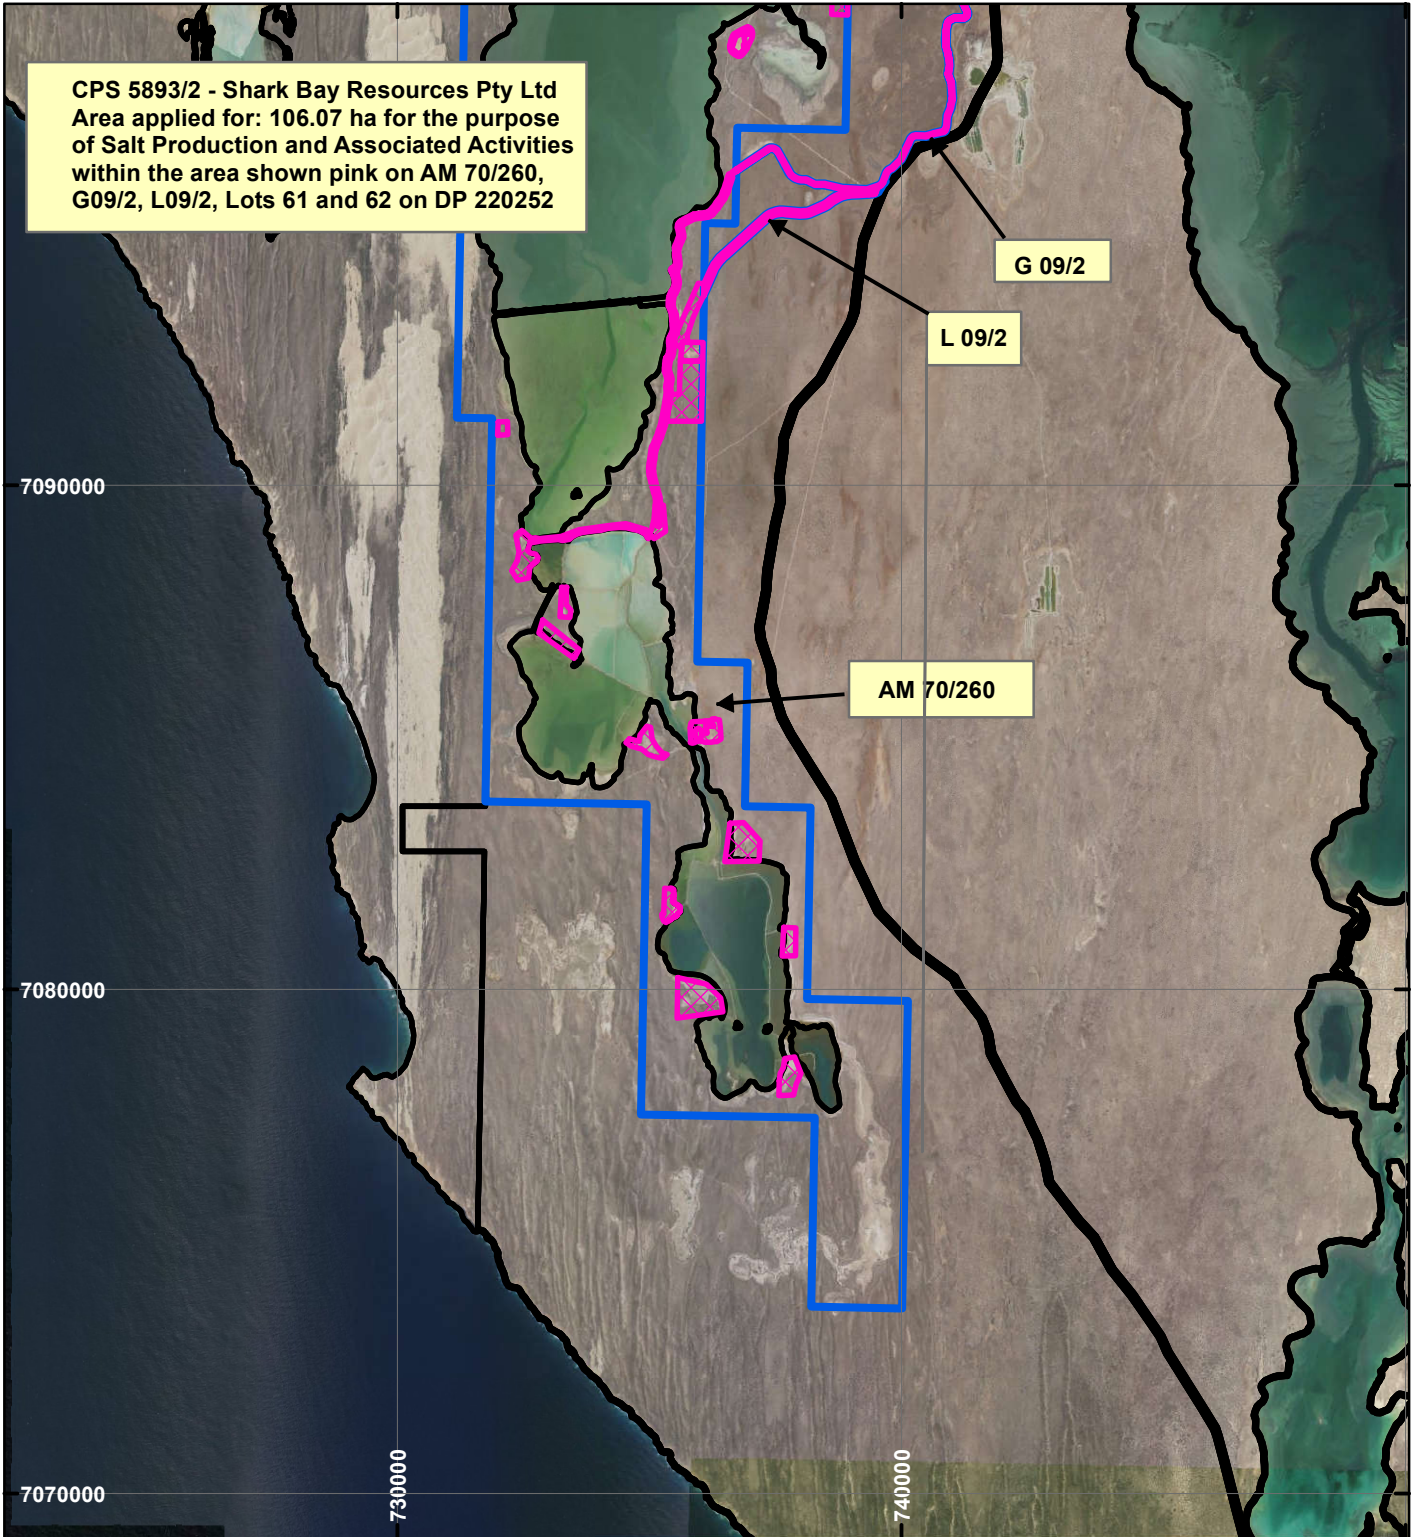 CPS 5893/2 - Shark Bay Resources Pty Ltd
Area applied for: 106.07 ha for the purpose
of Salt Production and Associated Activities
within the area shown pink on AM 70/260,
G09/2, L09/2, Lots 61 and 62 on DP 220252
G 09/2
L 09/2
7090000
AM 70/260
7080000
730000
740000
7070000